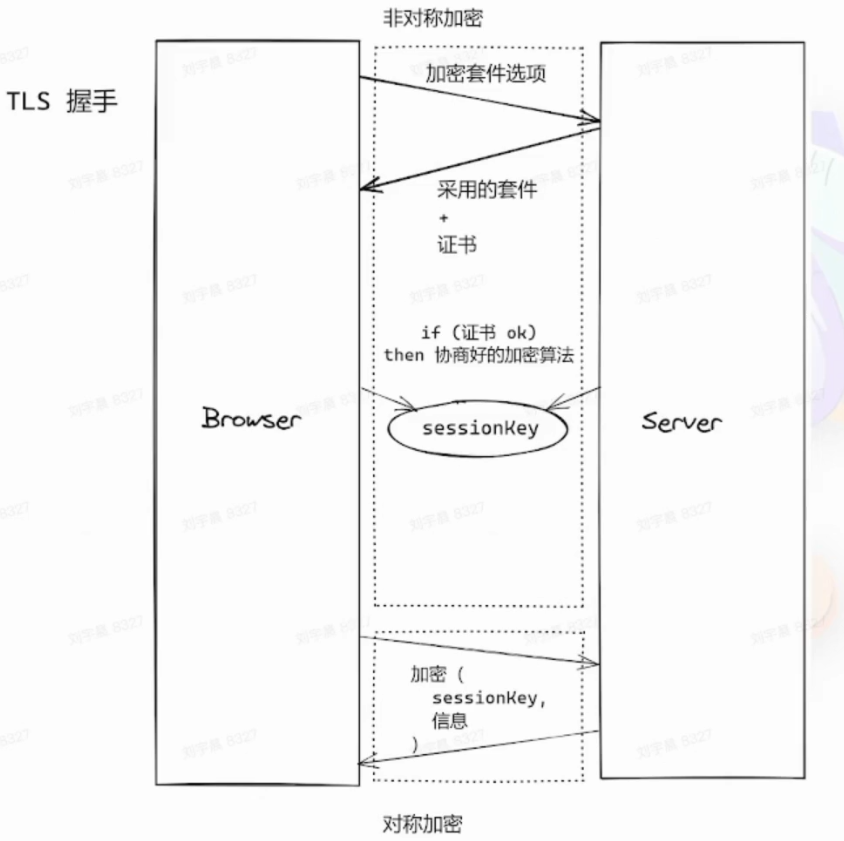 非对称加密
TLS 握手
加密套件选项
采用的套件
+
证书
if (证书 ok)
then 协商好的加密算法
Browser
sessionKey
Server
加密 (
sessionKey,
信息
)
对称加密